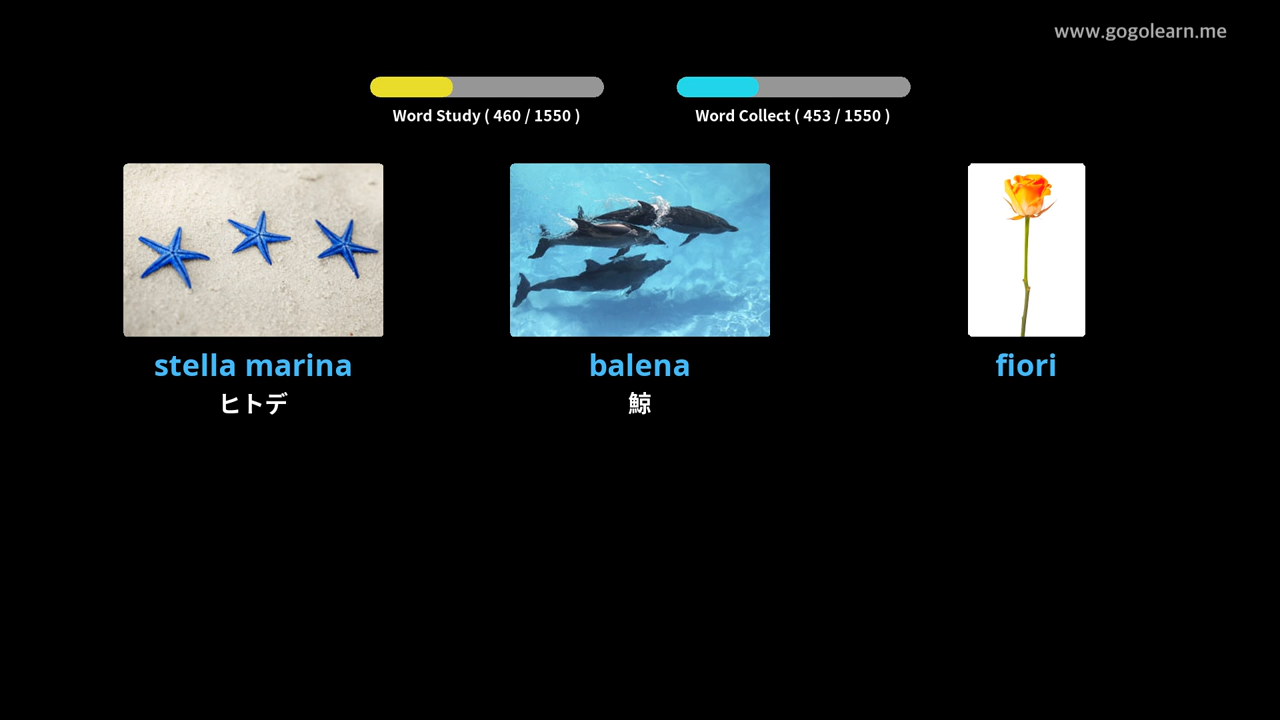 www.gogolearn.me
Word Study ( 460 / 1550 )
Word Collect ( 453 / 1550 )
stella marina
ヒトデ
balena
鯨
fiori